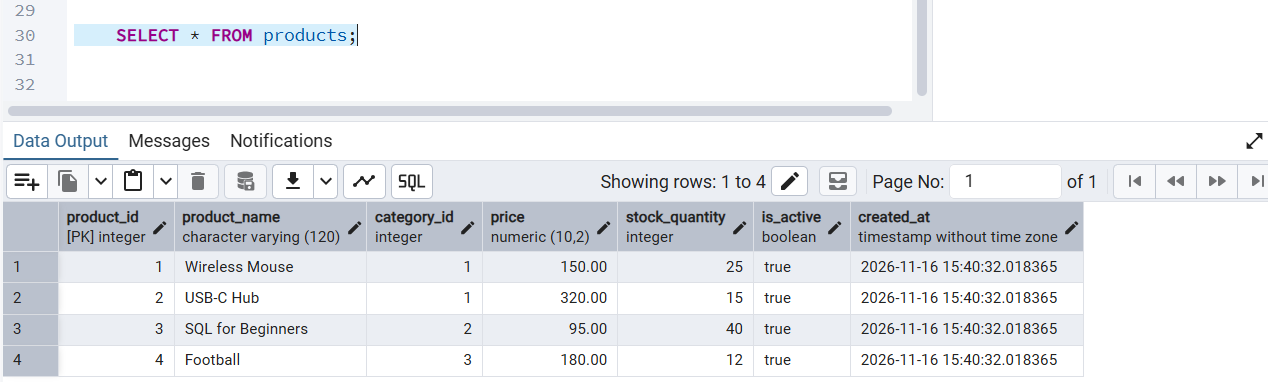 29
30 SELECT * FROM products;
31
32
Data Output Messages Notifications
SQL Showing rows: 1 to 4 Page No: 1 of 1
product_id product_name category_id price stock_quantity is_active created_at
[PK] integer character varying (120) integer numeric (10,2) integer boolean timestamp without time zone
1 1 Wireless Mouse 1 150.00 25 true 2026-11-16 15:40:32.018365
2 2 USB-C Hub 1 320.00 15 true 2026-11-16 15:40:32.018365
3 3 SQL for Beginners 2 95.00 40 true 2026-11-16 15:40:32.018365
4 4 Football 3 180.00 12 true 2026-11-16 15:40:32.018365